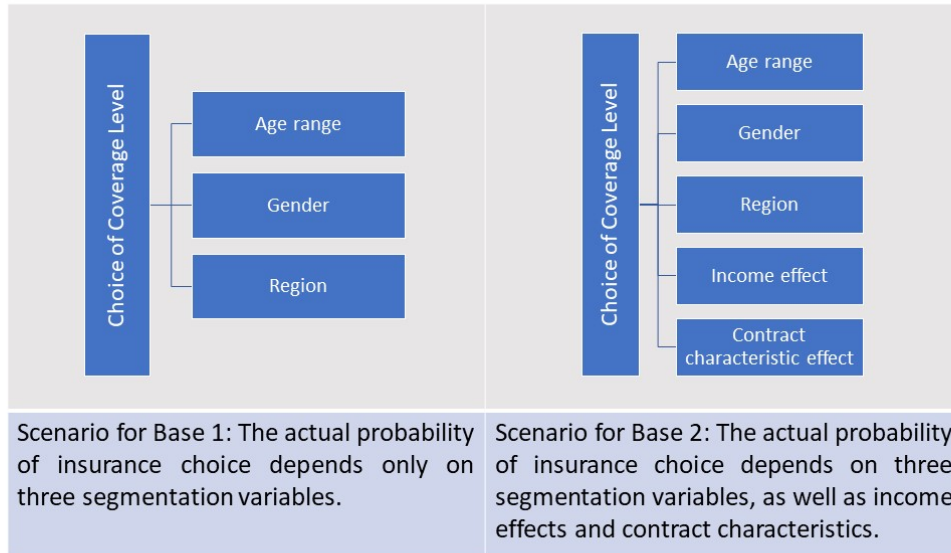 Choice of Coverage Level
Age range
Gender
Region
Choice of Coverage Level
Age range
Gender
Region
Income effect
Contract
characteristic effect
Scenario for Base 1: The actual probability
of insurance choice depends only on
three segmentation variables.
Scenario for Base 2: The actual probability
of insurance choice depends on three
segmentation variables, as well as income
effects and contract characteristics.